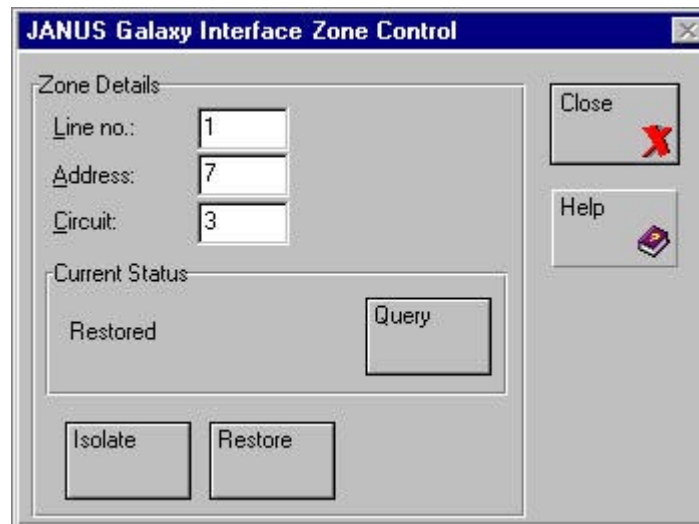 JANUS Galaxy Interface Zone Control
Zone Details
Line no.: 1
Address: 7
Circuit: 3
Current Status
Restored
Query
Isolate
Restore
Close
Help